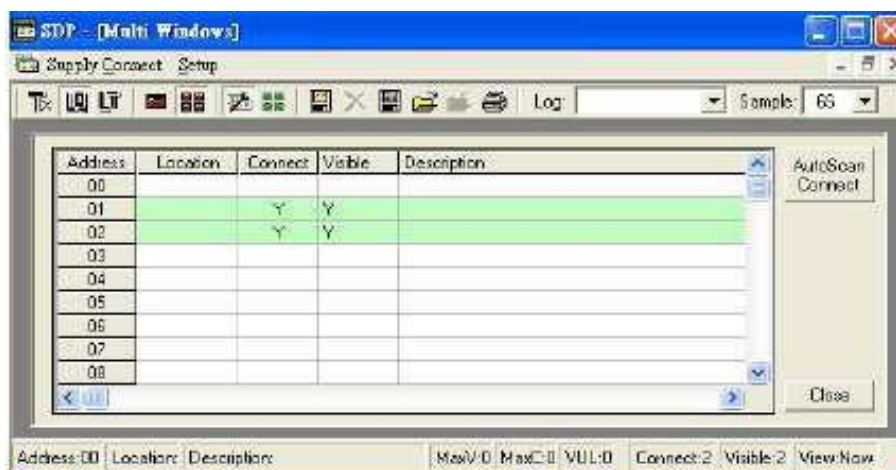 SDP - [Multi Windows]
Supply Connect Setup
Tx Log: Sample: 6S
Address Location Connect Visible Description
AutoScan Connect
00
01 Y Y
02 Y Y
03
04
05
06
07
08
Close
Address:00 Location: Description: MaxV:0 MaxC:0 VUL:0 Connect:2 Visible:2 View:Now